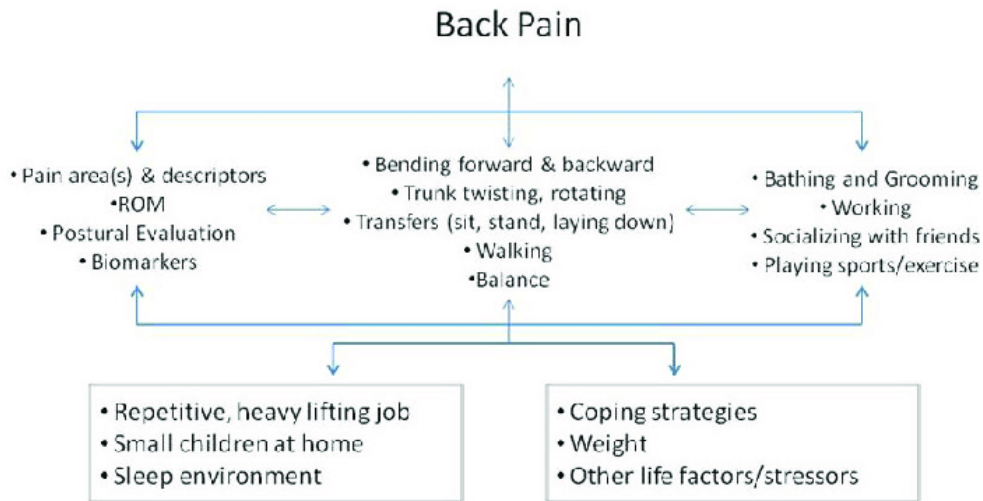 Back Pain
• Pain area(s) & descriptors
•ROM
• Postural Evaluation
• Biomarkers
• Bending forward & backward
• Trunk twisting, rotating
• Transfers (sit, stand, laying down)
• Walking
•Balance
• Bathing and Grooming
• Working
• Socializing with friends
• Playing sports/exercise
• Repetitive, heavy lifting job
• Small children at home
• Sleep environment
• Coping strategies
• Weight
• Other life factors/stressors